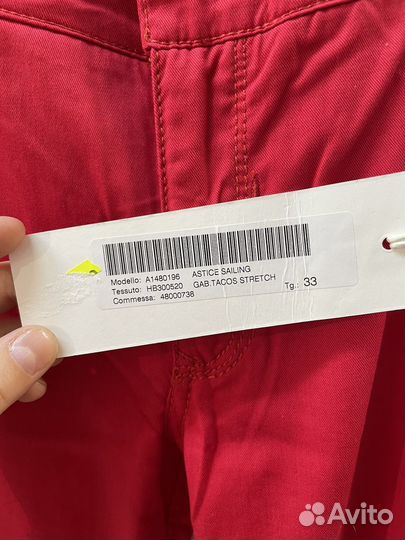 Modello: A1480196 ASTICE SAILING
Tessuto: HB300520 GAB.TACOS STRETCH
Commessa: 48000738 Tg.: 33
Avito